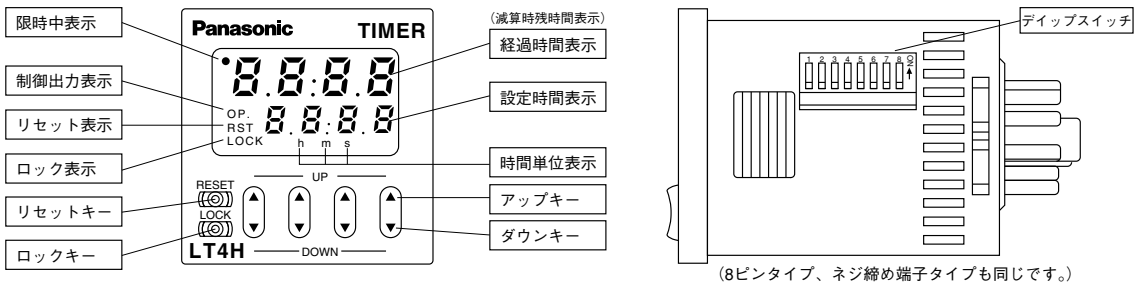 限時中表示
制御出力表示
リセット表示
ロック表示
リセットキー
ロックキー
Panasonic TIMER
8.8:8.8
OP.
RST
LOCK
8.8:8.8
h m s
UP
RESET
LOCK
LT4H
DOWN
(減算時残時間表示)
経過時間表示
設定時間表示
時間単位表示
アップキー
ダウンキー
デイップスイッチ
1 2 3 4 5 6 7 8 ON
(8ピンタイプ、ネジ締め端子タイプも同じです。)